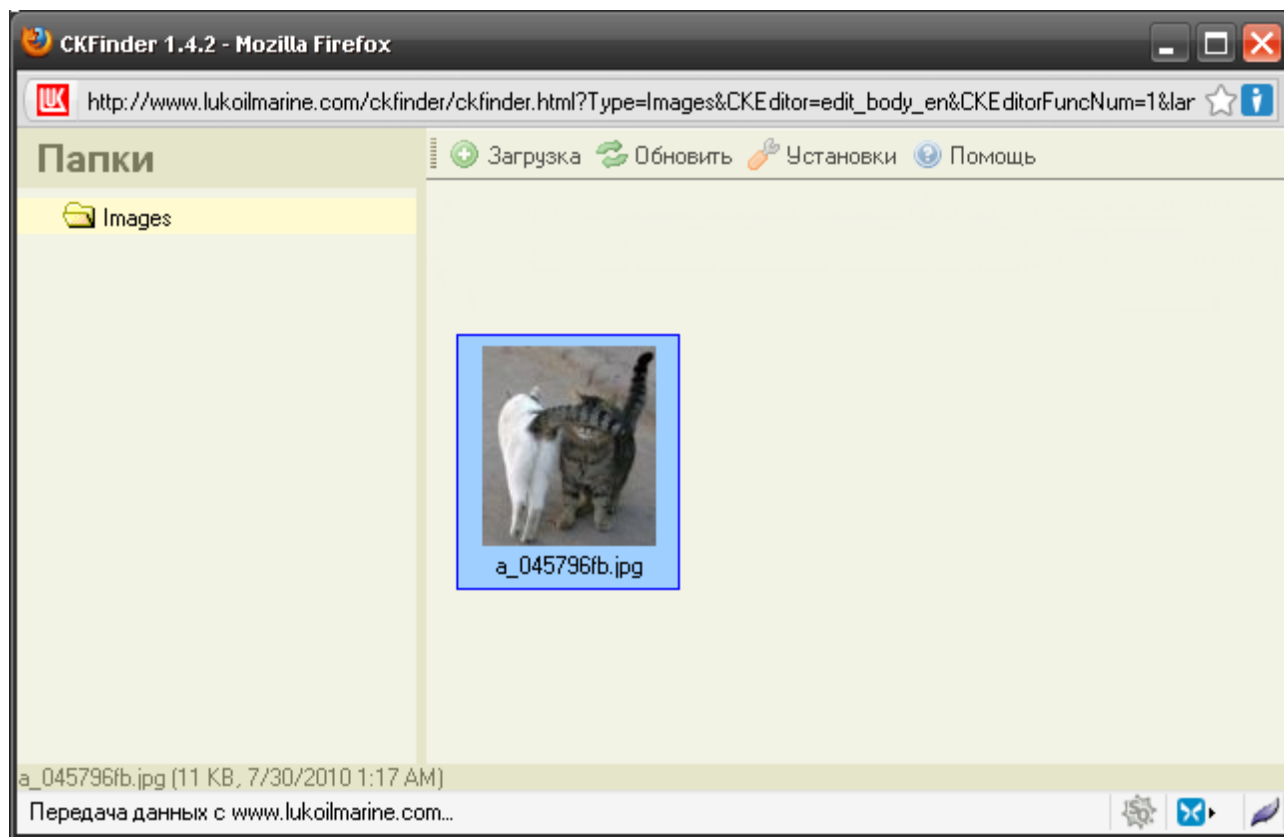 CKFinder 1.4.2 - Mozilla Firefox
http://www.lukoilmarine.com/ckfinder/ckfinder.html?Type=Images&CKEditor=edit_body_en&CKEditorFuncNum=1&lar
Папки
Загрузка Обновить Установки Помощь
Images
a_045796fb.jpg
a_045796fb.jpg (11 KB, 7/30/2010 1:17 AM)
Передача данных с www.lukoilmarine.com...